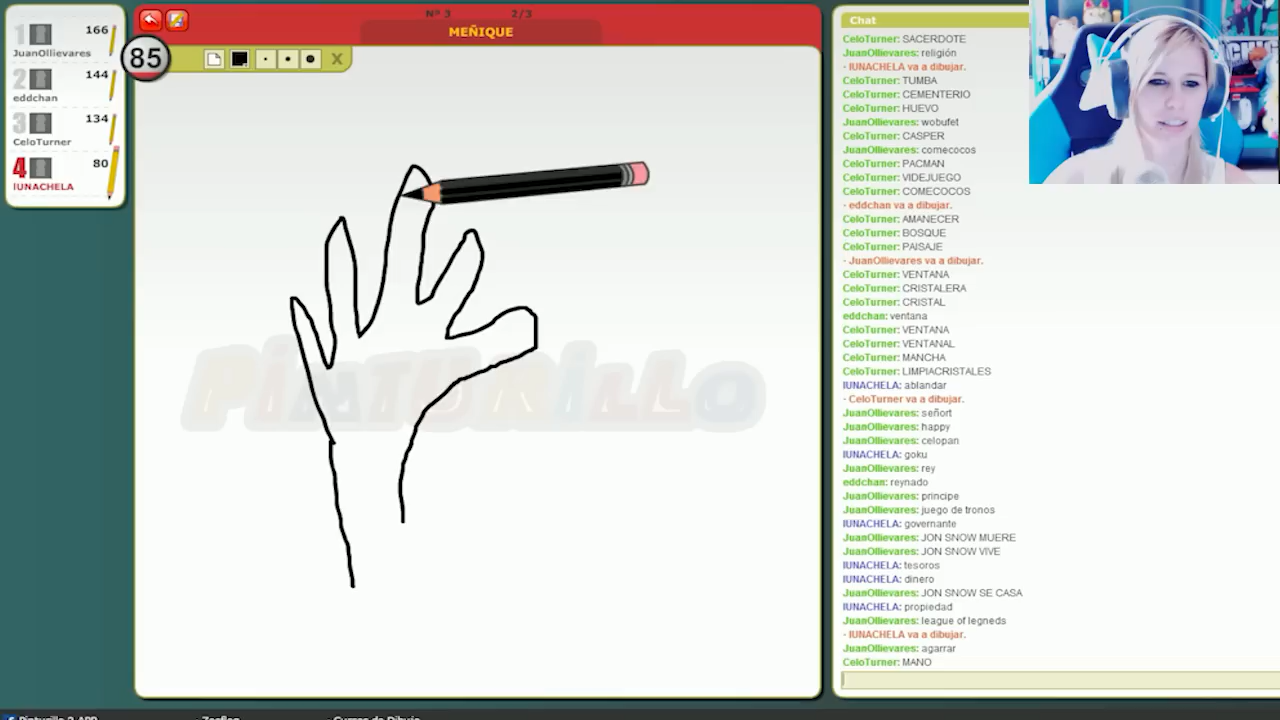 1 166
JuanOllievares
2 144
eddchan
3 134
CeloTurner
4 80
IUNACHELA
85
Nº 3 2/3
MEÑIQUE
PINTURILLO
Chat
CeloTurner: SACERDOTE
JuanOllievares: religión
- IUNACHELA va a dibujar.
CeloTurner: TUMBA
CeloTurner: CEMENTERIO
CeloTurner: HUEVO
JuanOllievares: wobufet
CeloTurner: CASPER
JuanOllievares: comecocos
CeloTurner: PACMAN
CeloTurner: VIDEJUEGO
CeloTurner: COMECOCOS
- eddchan va a dibujar.
CeloTurner: AMANECER
CeloTurner: BOSQUE
CeloTurner: PAISAJE
- JuanOllievares va a dibujar.
CeloTurner: VENTANA
CeloTurner: CRISTALERA
CeloTurner: CRISTAL
eddchan: ventana
CeloTurner: VENTANA
CeloTurner: VENTANAL
CeloTurner: MANCHA
CeloTurner: LIMPIACRISTALES
IUNACHELA: ablandar
- CeloTurner va a dibujar.
JuanOllievares: señort
JuanOllievares: happy
JuanOllievares: celopan
IUNACHELA: goku
JuanOllievares: rey
eddchan: reynado
JuanOllievares: principe
JuanOllievares: juego de tronos
IUNACHELA: governante
JuanOllievares: JON SNOW MUERE
JuanOllievares: JON SNOW VIVE
IUNACHELA: tesoros
IUNACHELA: dinero
JuanOllievares: JON SNOW SE CASA
IUNACHELA: propiedad
JuanOllievares: league of legneds
- IUNACHELA va a dibujar.
JuanOllievares: agarrar
CeloTurner: MANO